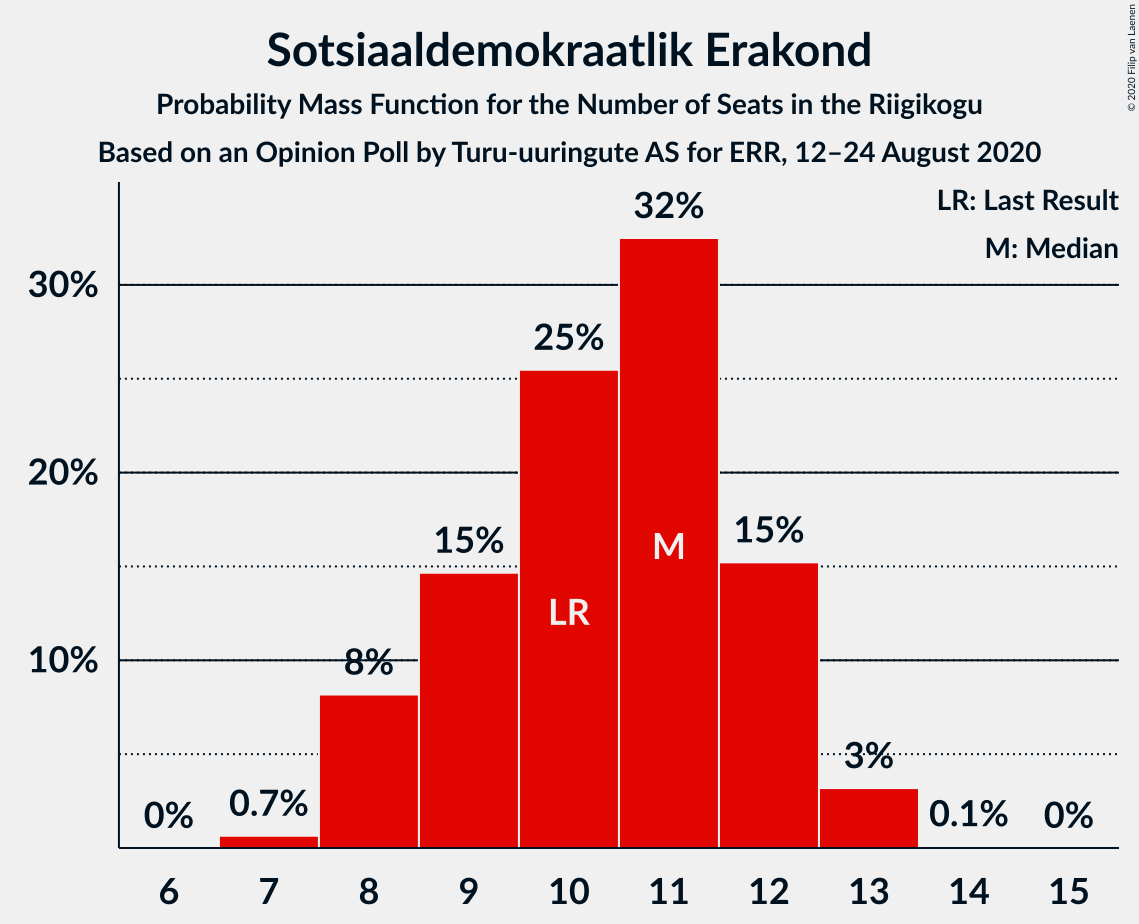 Sotsiaaldemokraatlik Erakond
Probability Mass Function for the Number of Seats in the Riigikogu
Based on an Opinion Poll by Turu-uuringute AS for ERR, 12–24 August 2020
© 2020 Filip van Laenen
LR: Last Result
M: Median
30%
20%
10%
0%
0.7%
8%
15%
25%
32%
15%
3%
0.1%
0%
LR
M
6 7 8 9 10 11 12 13 14 15